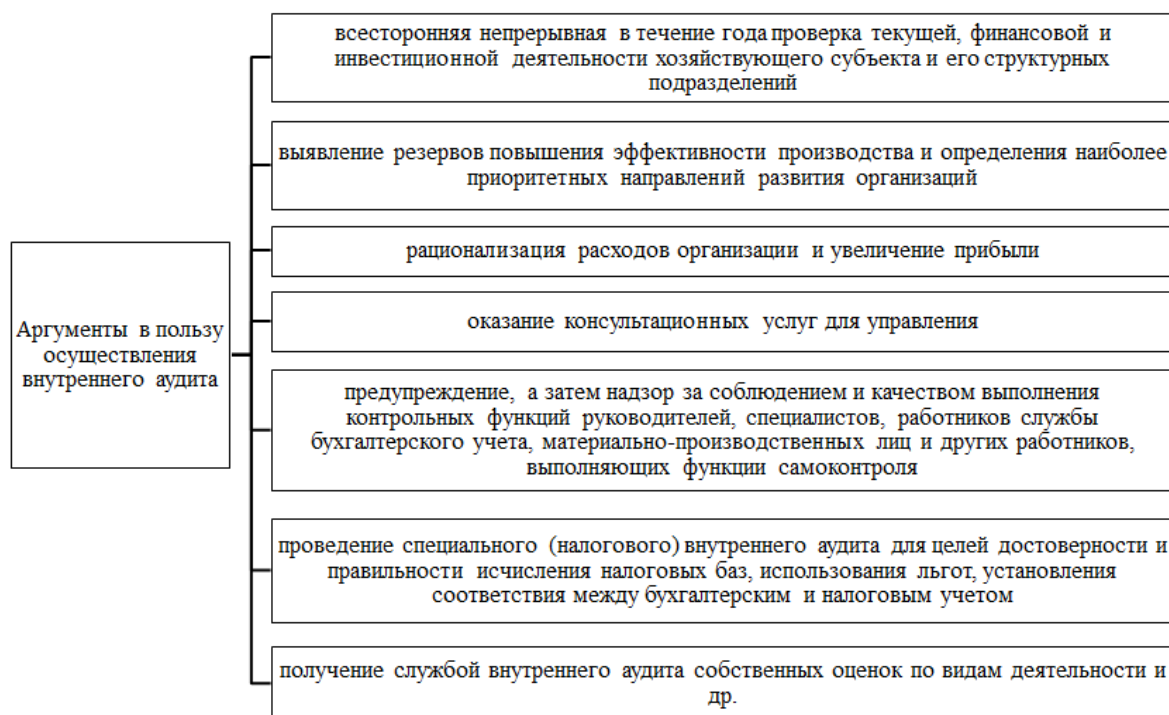 Аргументы в пользу
осуществления
внутреннего аудита
всесторонняя непрерывная в течение года проверка текущей, финансовой и
инвестиционной деятельности хозяйствующего субъекта и его структурных
подразделений
выявление резервов повышения эффективности производства и определения наиболее
приоритетных направлений развития организаций
рационализация расходов организации и увеличение прибыли
оказание консультационных услуг для управления
предупреждение, а затем надзор за соблюдением и качеством выполнения
контрольных функций руководителей, специалистов, работников службы
бухгалтерского учета, материально-производственных лиц и других работников,
выполняющих функции самоконтроля
проведение специального (налогового) внутреннего аудита для целей достоверности и
правильности исчисления налоговых баз, использования льгот, установления
соответствия между бухгалтерским и налоговым учетом
получение службой внутреннего аудита собственных оценок по видам деятельности и
др.